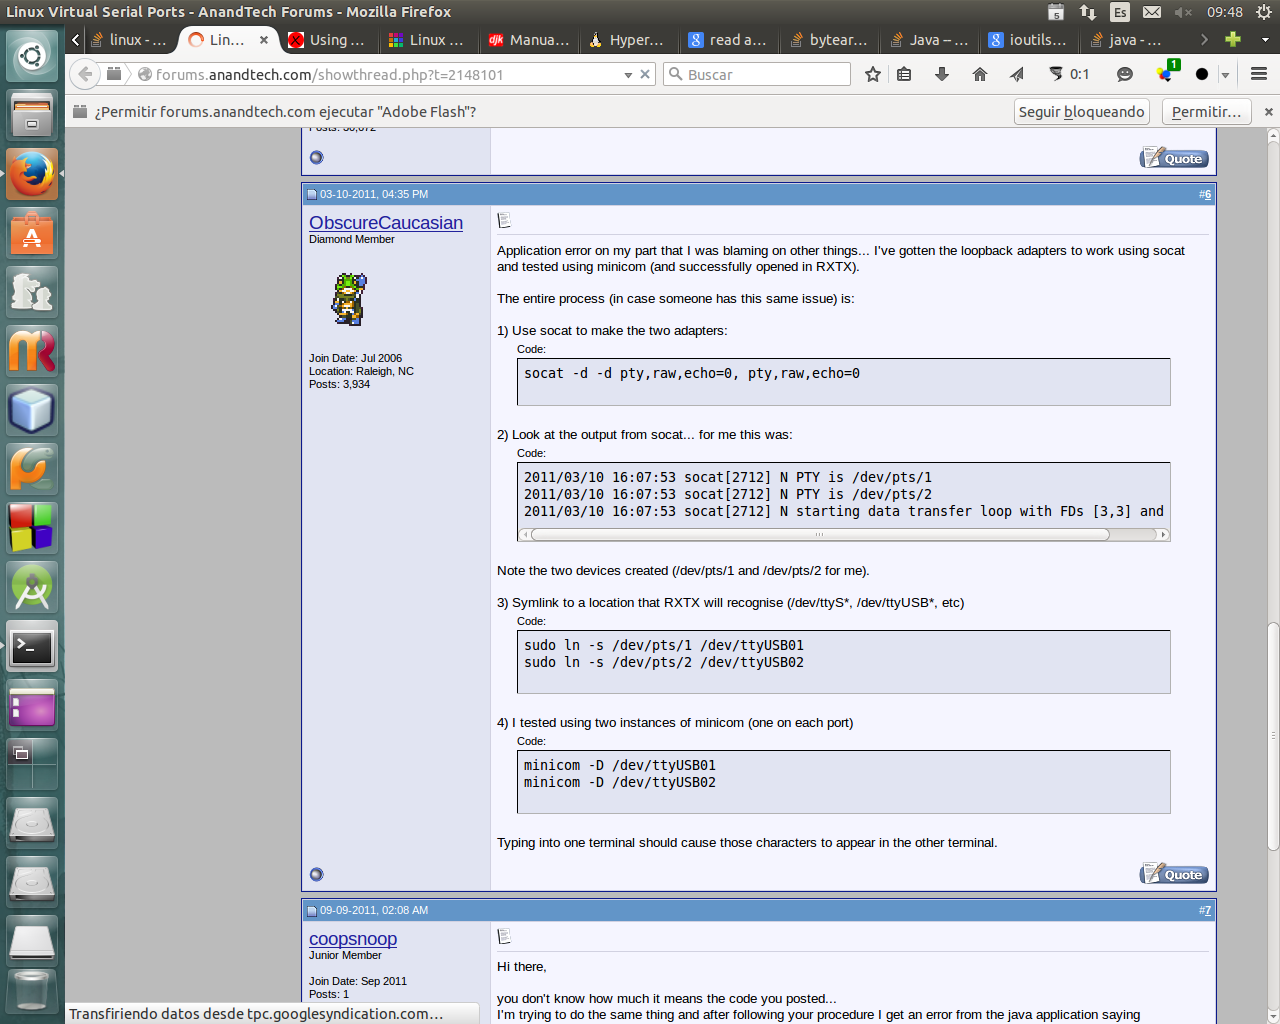 Linux Virtual Serial Ports - AnandTech Forums - Mozilla Firefox
5
Es
09:48
linux - ...
Lin...
Using ...
Linux ...
Manua...
Hyper...
read a...
bytear...
Java – ...
ioutils...
java - ...
forums.anandtech.com/showthread.php?t=2148101
Buscar
0:1
1
¿Permitir forums.anandtech.com ejecutar "Adobe Flash"?
Seguir bloqueando
Permitir...
Posts: 30,672
Quote
03-10-2011, 04:35 PM
#6
ObscureCaucasian
Diamond Member
Join Date: Jul 2006
Location: Raleigh, NC
Posts: 3,934
Application error on my part that I was blaming on other things... I've gotten the loopback adapters to work using socat
and tested using minicom (and successfully opened in RXTX).
The entire process (in case someone has this same issue) is:
1) Use socat to make the two adapters:
Code:
socat -d -d pty,raw,echo=0, pty,raw,echo=0
2) Look at the output from socat... for me this was:
Code:
2011/03/10 16:07:53 socat[2712] N PTY is /dev/pts/1
2011/03/10 16:07:53 socat[2712] N PTY is /dev/pts/2
2011/03/10 16:07:53 socat[2712] N starting data transfer loop with FDs [3,3] and
Note the two devices created (/dev/pts/1 and /dev/pts/2 for me).
3) Symlink to a location that RXTX will recognise (/dev/ttyS*, /dev/ttyUSB*, etc)
Code:
sudo ln -s /dev/pts/1 /dev/ttyUSB01
sudo ln -s /dev/pts/2 /dev/ttyUSB02
4) I tested using two instances of minicom (one on each port)
Code:
minicom -D /dev/ttyUSB01
minicom -D /dev/ttyUSB02
Typing into one terminal should cause those characters to appear in the other terminal.
Quote
09-09-2011, 02:08 AM
#7
coopsnoop
Junior Member
Join Date: Sep 2011
Posts: 1
Hi there,
you don't know how much it means the code you posted...
I'm trying to do the same thing and after following your procedure I get an error from the java application saying
Transfiriendo datos desde tpc.googlesyndication.com...